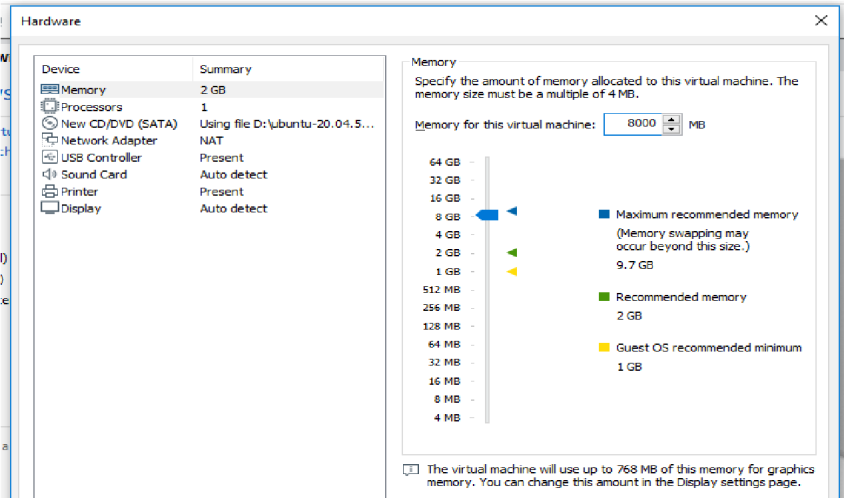 Hardware
Device Summary
Memory 2 GB
Processors 1
New CD/DVD (SATA) Using file D:\ubuntu-20.04.5...
Network Adapter NAT
USB Controller Present
Sound Card Auto detect
Printer Present
Display Auto detect
Memory
Specify the amount of memory allocated to this virtual machine. The
memory size must be a multiple of 4 MB.
Memory for this virtual machine: 8000 MB
64 GB
32 GB
16 GB
8 GB
4 GB
2 GB
1 GB
512 MB
256 MB
128 MB
64 MB
32 MB
16 MB
8 MB
4 MB
Maximum recommended memory
(Memory swapping may
occur beyond this size.)
9.7 GB
Recommended memory
2 GB
Guest OS recommended minimum
1 GB
The virtual machine will use up to 768 MB of this memory for graphics
memory. You can change this amount in the Display settings page.